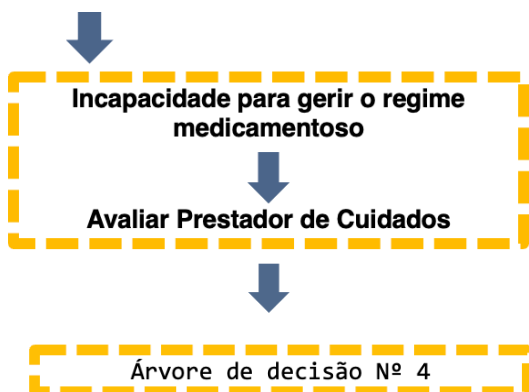 Incapacidade para gerir o regime
medicamentoso
Avaliar Prestador de Cuidados
Árvore de decisão Nº 4